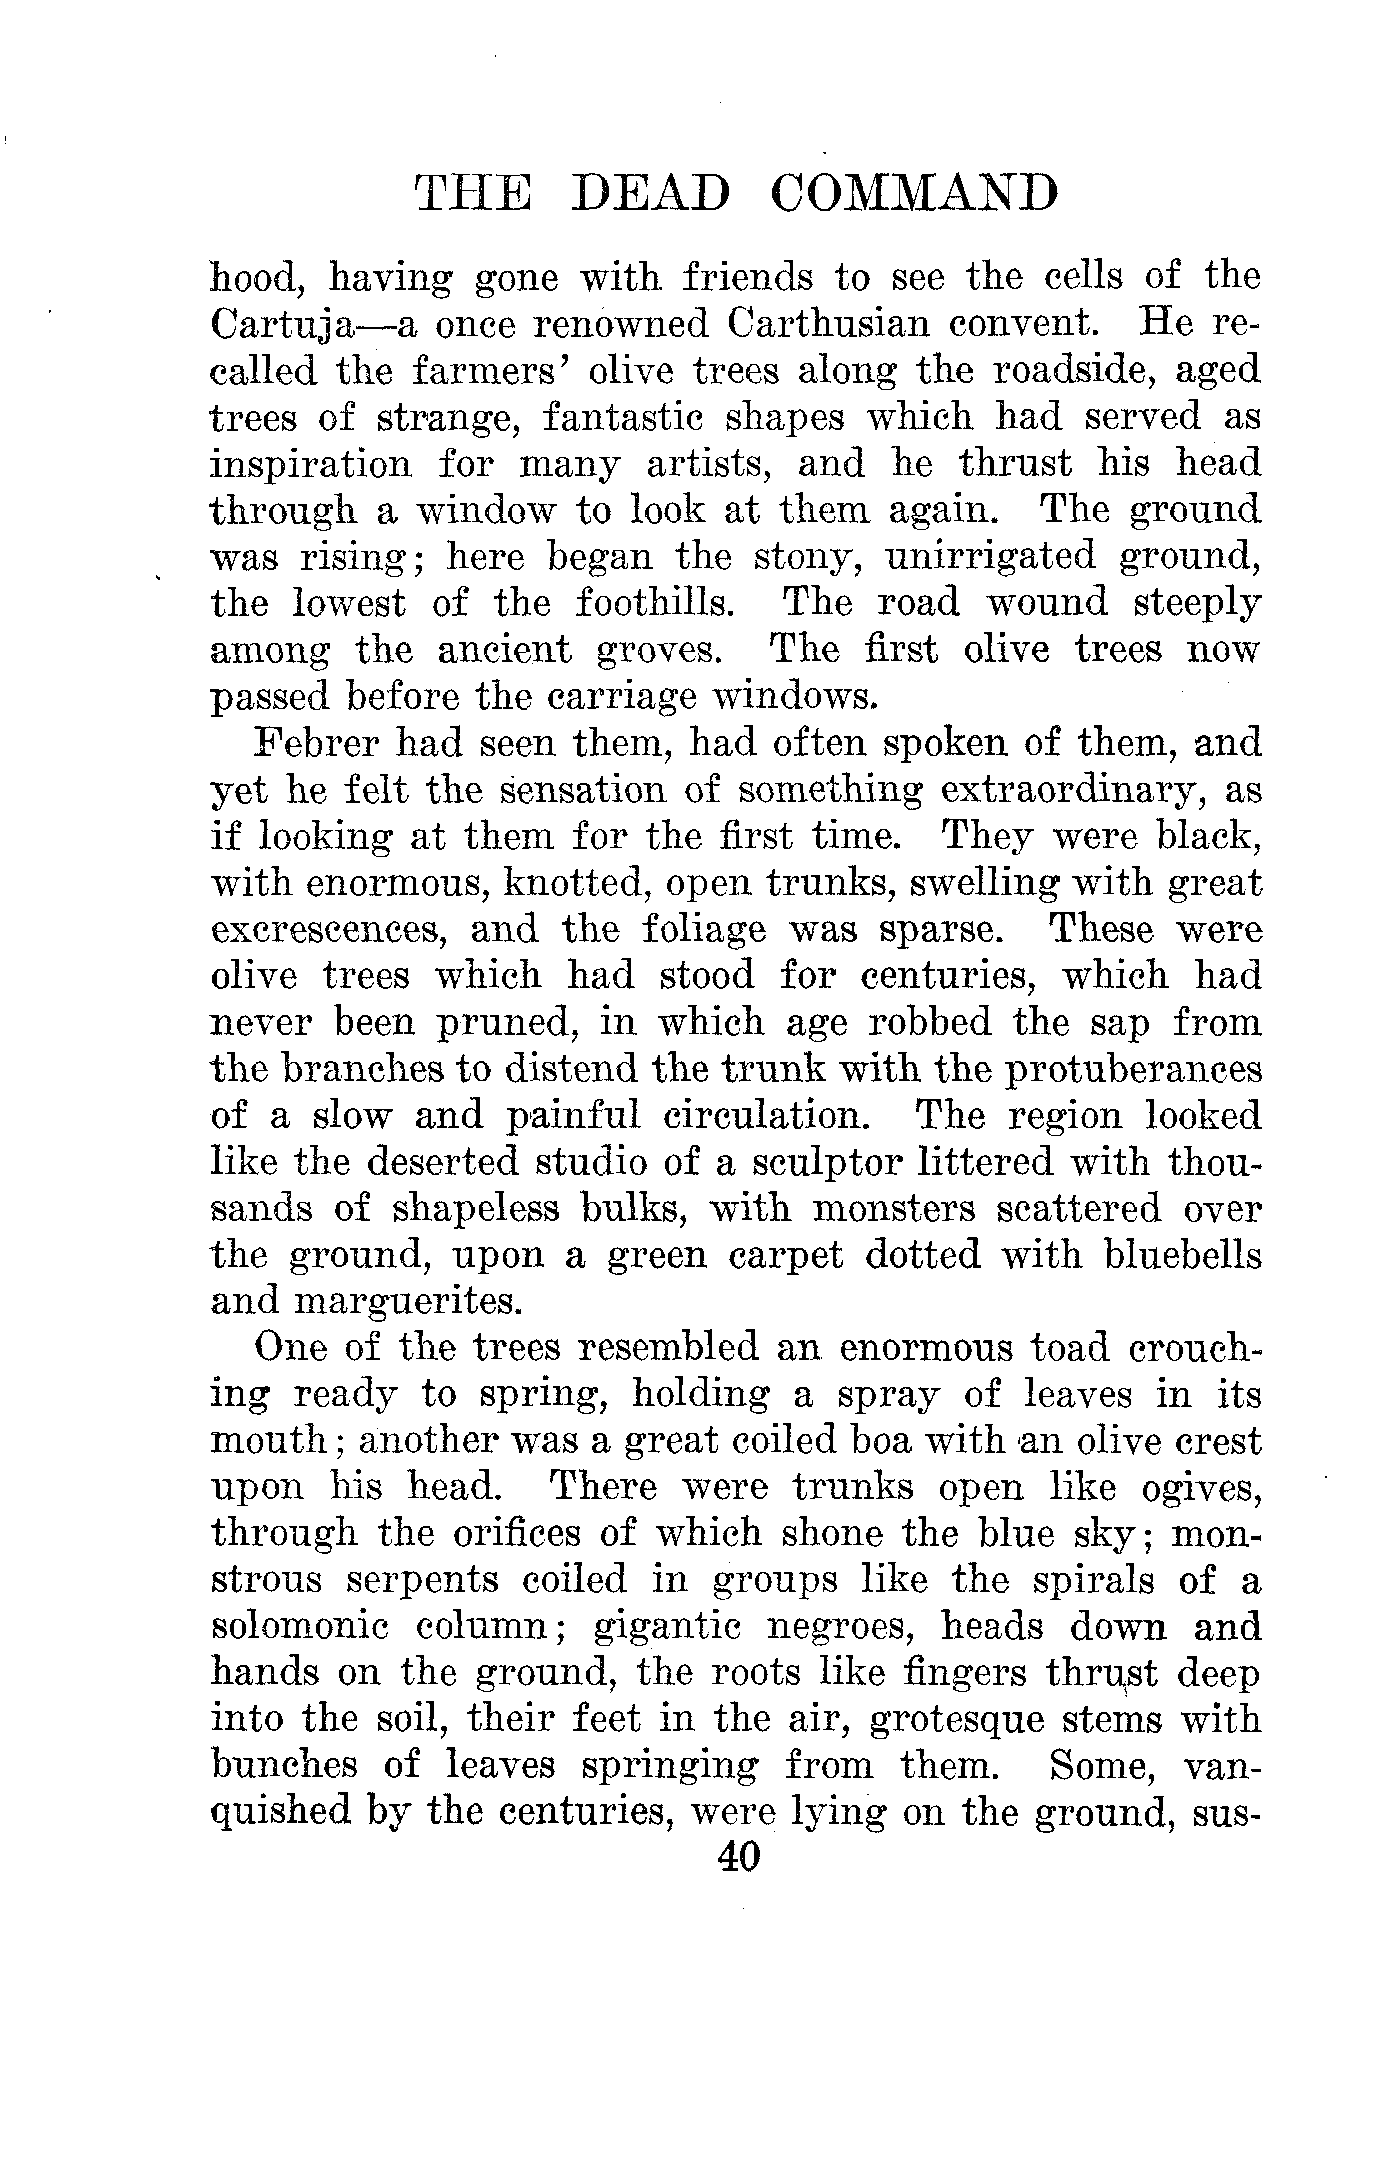 THE DEAD COMMAND
hood, having gone with friends to see the cells of the
Cartuja—a once renowned Carthusian convent. He re-
called the farmers' olive trees along the roadside, aged
trees of strange, fantastic shapes which had served as
inspiration for many artists, and he thrust his head
through a window to look at them again. The ground
was rising; here began the stony, unirrigated ground,
the lowest of the foothills. The road wound steeply
among the ancient groves. The first olive trees now
passed before the carriage windows.
Febrer had seen them, had often spoken of them, and
yet he felt the sensation of something extraordinary, as
if looking at them for the first time. They were black,
with enormous, knotted, open trunks, swelling with great
excrescences, and the foliage was sparse. These were
olive trees which had stood for centuries, which had
never been pruned, in which age robbed the sap from
the branches to distend the trunk with the protuberances
of a slow and painful circulation. The region looked
like the deserted studio of a sculptor littered with thou-
sands of shapeless bulks, with monsters scattered over
the ground, upon a green carpet dotted with bluebells
and marguerites.
One of the trees resembled an enormous toad crouch-
ing ready to spring, holding a spray of leaves in its
mouth; another was a great coiled boa with an olive crest
upon his head. There were trunks open like ogives,
through the orifices of which shone the blue sky; mon-
strous serpents coiled in groups like the spirals of a
solomonic column; gigantic negroes, heads down and
hands on the ground, the roots like fingers thrust deep
into the soil, their feet in the air, grotesque stems with
bunches of leaves springing from them. Some, van-
quished by the centuries, were lying on the ground, sus-
40